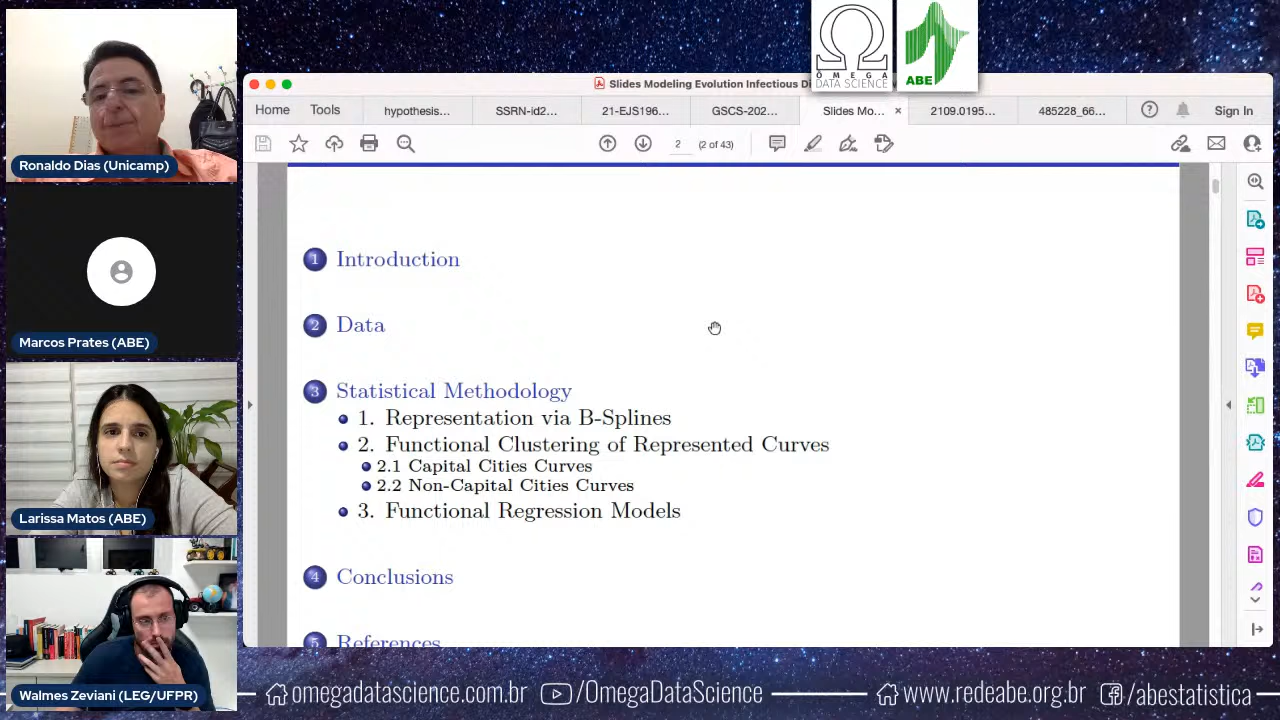 Ronaldo Dias (Unicamp)
Marcos Prates (ABE)
Larissa Matos (ABE)
Walmes Zeviani (LEG/UFPR)
OMEGA
DATA SCIENCE
ABE
Slides Modeling Evolution Infectious Di
Home
Tools
hypothesis...
SSRN-id2...
21-EJS196...
GSCS-202...
Slides Mo...
×
2109.0195...
485228_66...
Sign In
2
(2 of 43)
1 Introduction
2 Data
3 Statistical Methodology
1. Representation via B-Splines
2. Functional Clustering of Represented Curves
2.1 Capital Cities Curves
2.2 Non-Capital Cities Curves
3. Functional Regression Models
4 Conclusions
5 References
omegadatascience.com.br
/OmegaDataScience
www.redeabe.org.br
/abestatistica